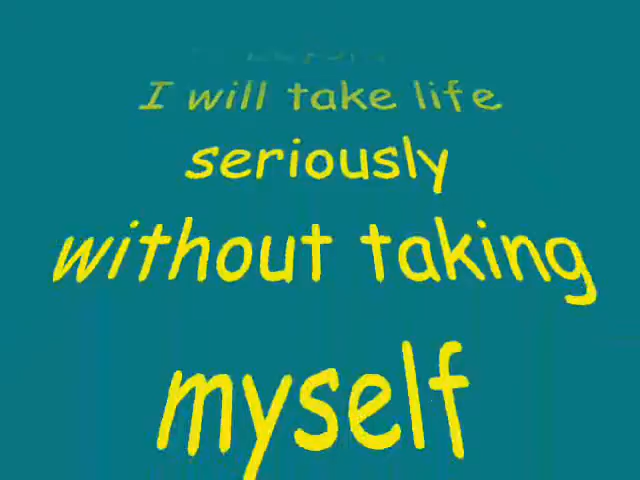 I will take life
seriously
without taking
myself